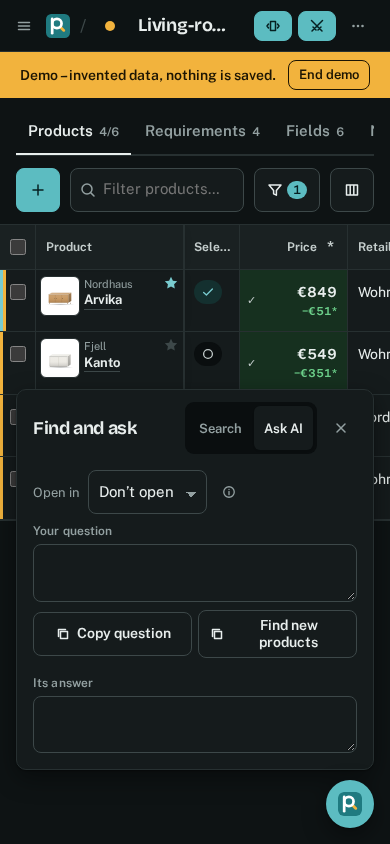 / Living-ro...
Demo – invented data, nothing is saved. End demo
Products 4/6 Requirements 4 Fields 6
+ Filter products... 1
Product Sele... Price * Retail
Nordhaus
Arvika
✓ €849
−€51*
Wohn
Fjell
Kanto
✓ €549
−€351*
Wohn
Find and ask Search Ask AI
Open in Don't open
Your question
Copy question
Find new
products
Its answer